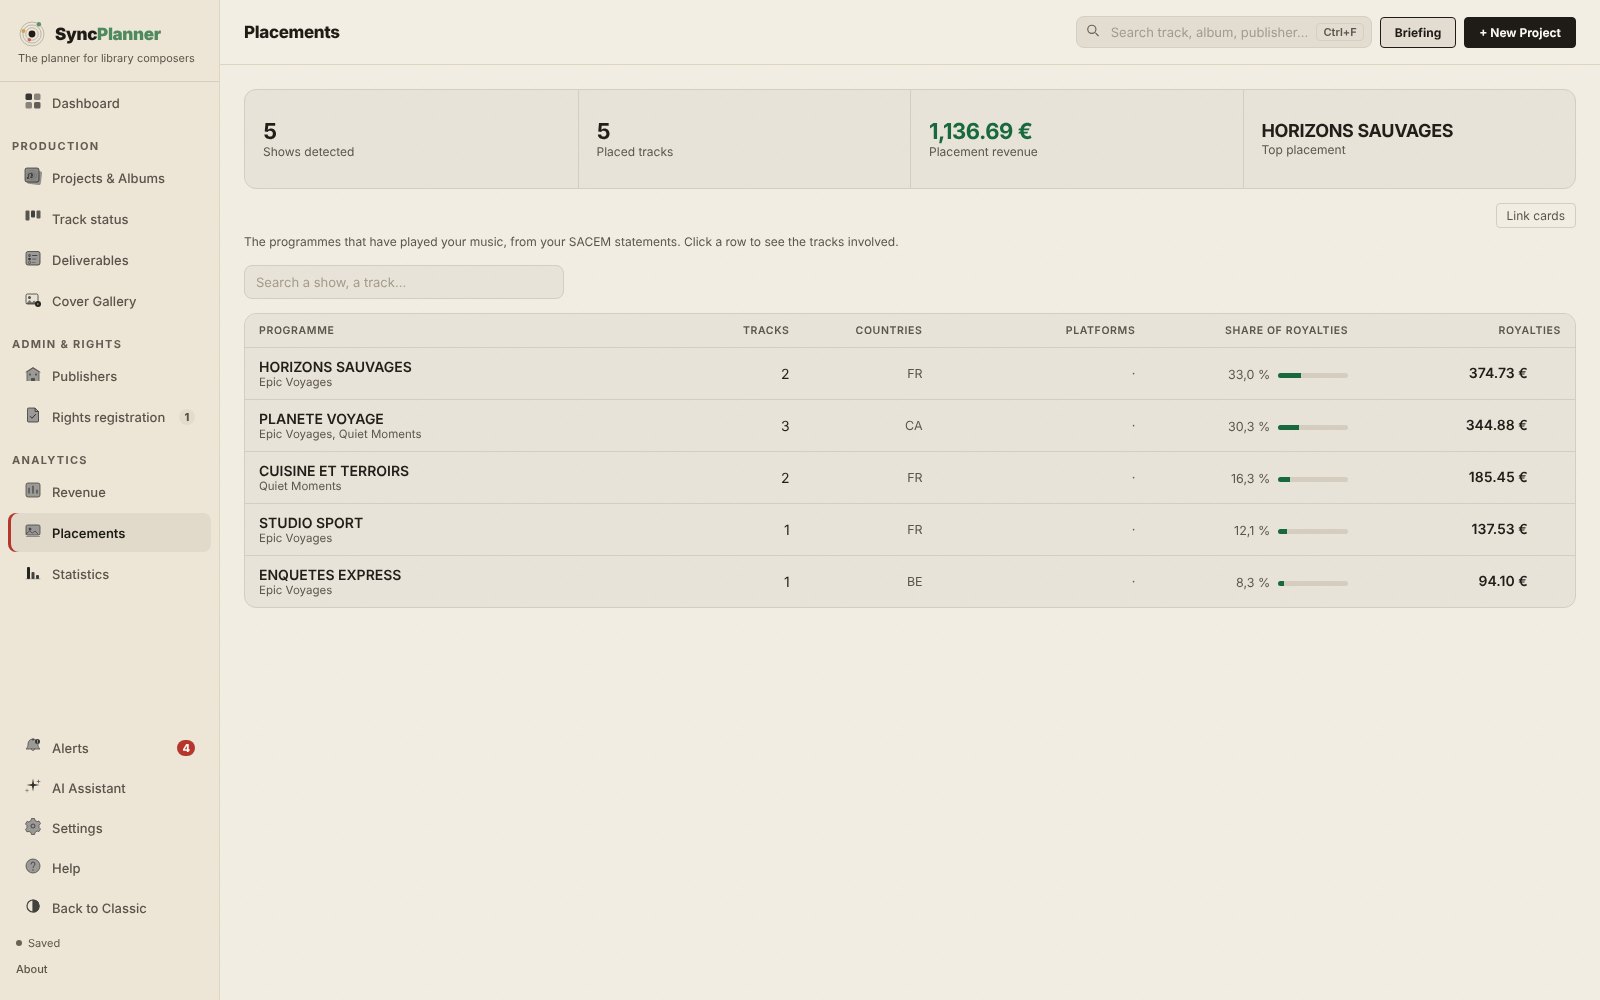 SyncPlanner
The planner for library composers
Dashboard
PRODUCTION
Projects & Albums
Track status
Deliverables
Cover Gallery
ADMIN & RIGHTS
Publishers
Rights registration 1
ANALYTICS
Revenue
Placements
Statistics
Alerts 4
AI Assistant
Settings
Help
Back to Classic
Saved
About
Placements
Search track, album, publisher... Ctrl+F
Briefing
+ New Project
5
Shows detected
5
Placed tracks
1,136.69 €
Placement revenue
HORIZONS SAUVAGES
Top placement
Link cards
The programmes that have played your music, from your SACEM statements. Click a row to see the tracks involved.
Search a show, a track...
PROGRAMME TRACKS COUNTRIES PLATFORMS SHARE OF ROYALTIES ROYALTIES
HORIZONS SAUVAGES 2 FR · 33,0 % 374.73 €
Epic Voyages
PLANETE VOYAGE 3 CA · 30,3 % 344.88 €
Epic Voyages, Quiet Moments
CUISINE ET TERROIRS 2 FR · 16,3 % 185.45 €
Quiet Moments
STUDIO SPORT 1 FR · 12,1 % 137.53 €
Epic Voyages
ENQUETES EXPRESS 1 BE · 8,3 % 94.10 €
Epic Voyages